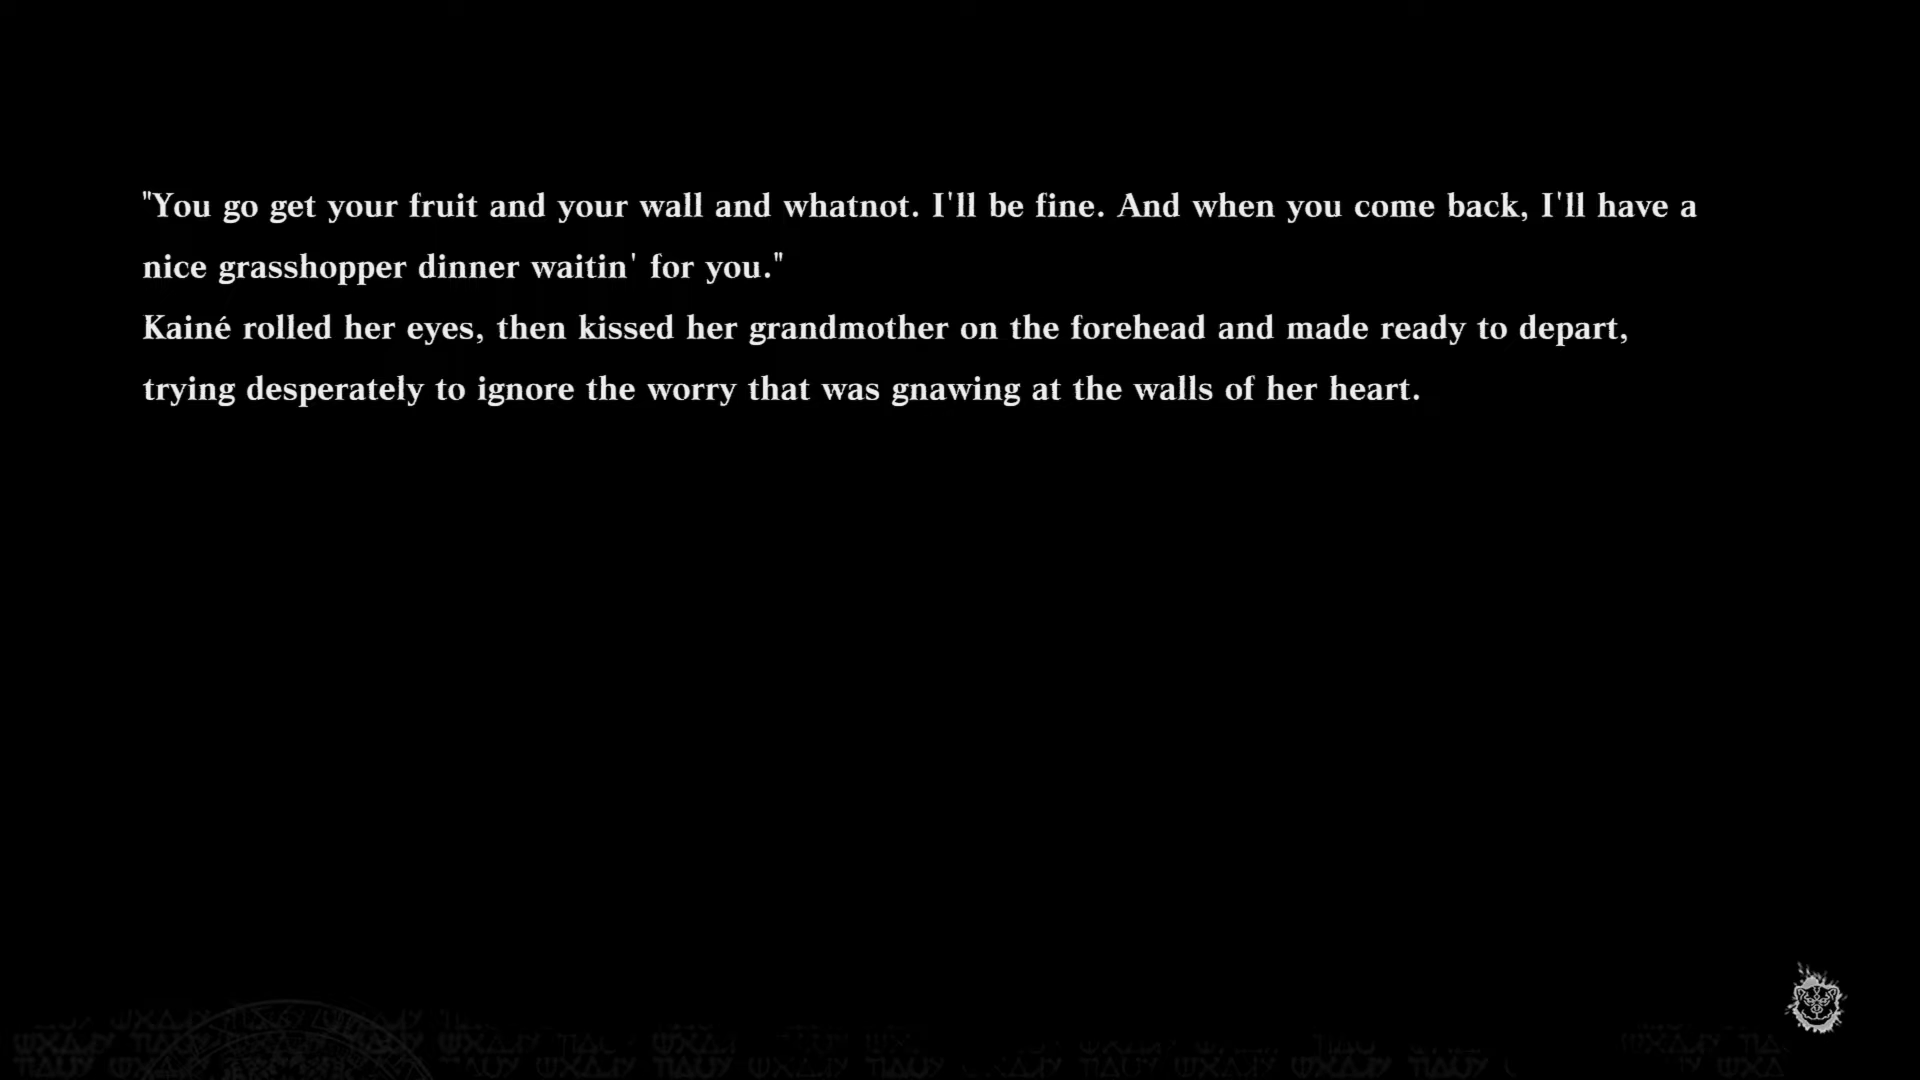 "You go get your fruit and your wall and whatnot. I'll be fine. And when you come back, I'll have a
nice grasshopper dinner waitin' for you."
Kainé rolled her eyes, then kissed her grandmother on the forehead and made ready to depart,
trying desperately to ignore the worry that was gnawing at the walls of her heart.